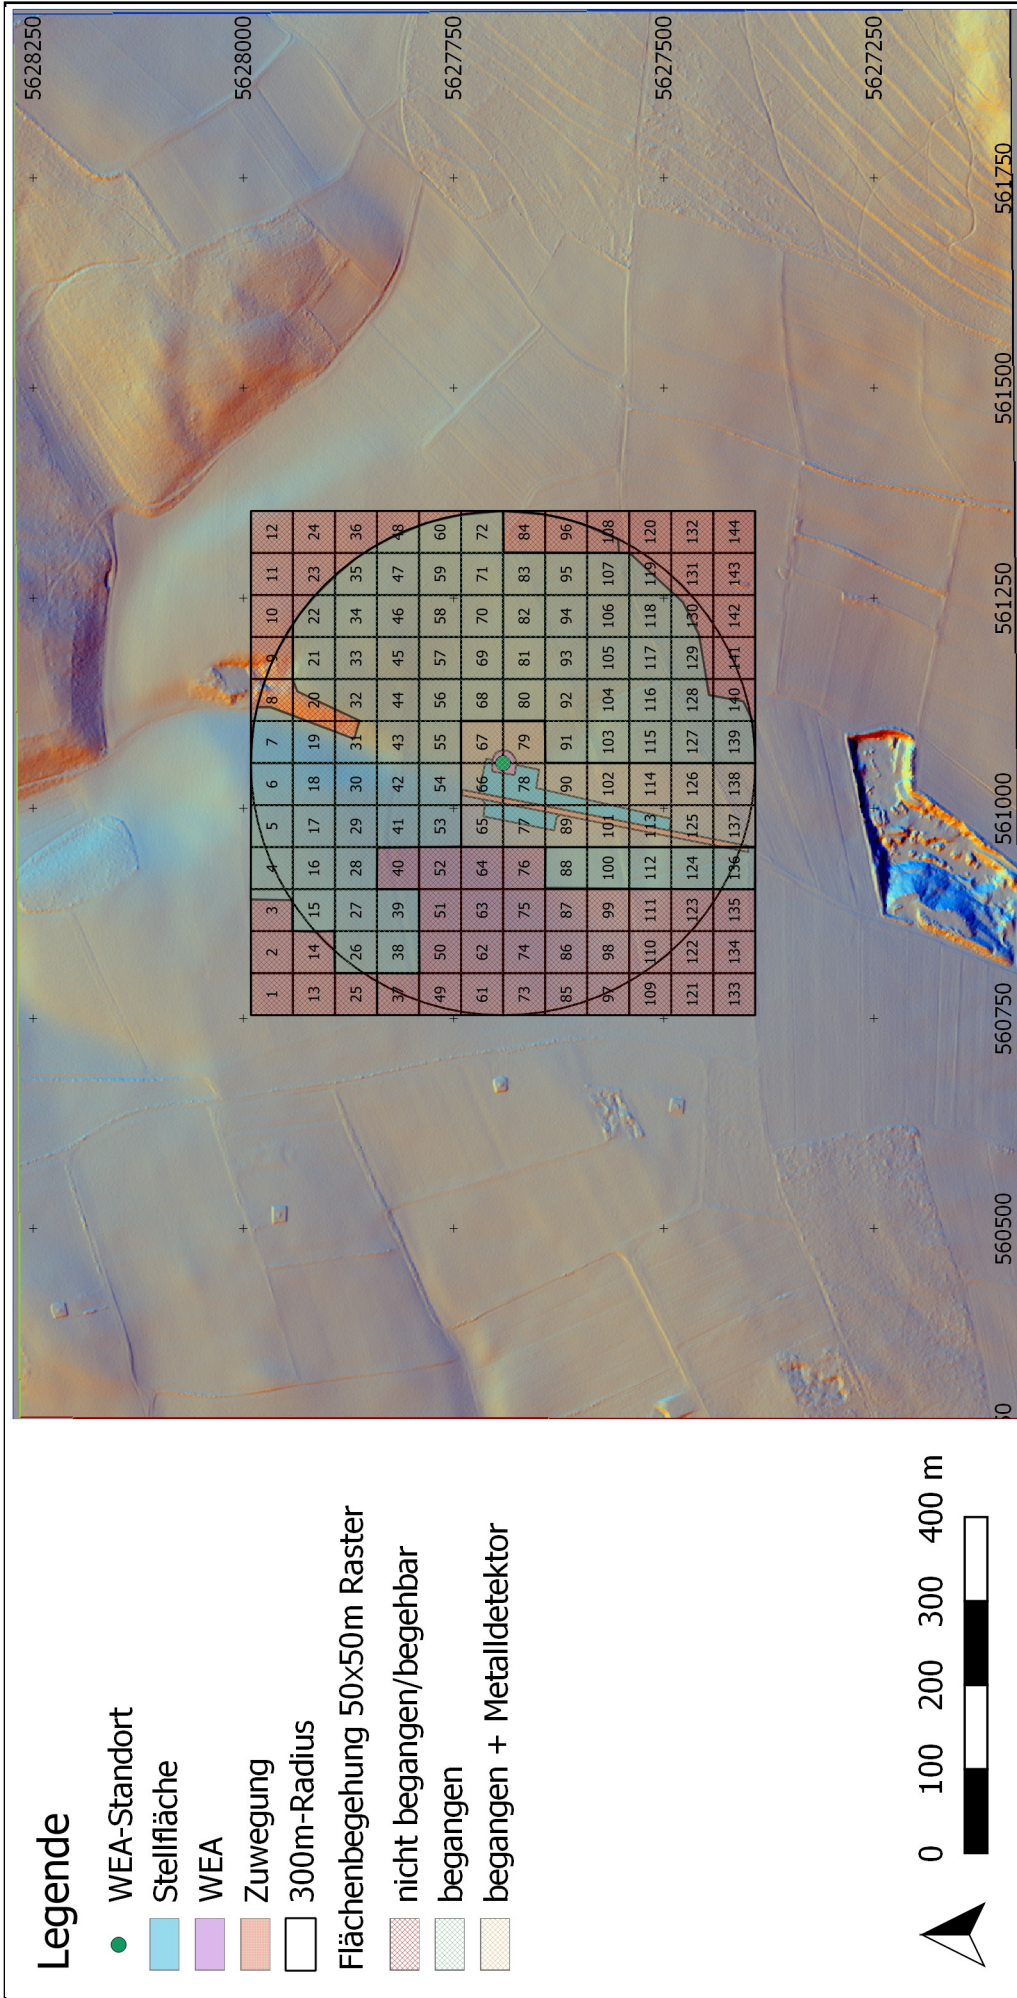 Legende
WEA-Standort
Stellfläche
WEA
Zuwegung
300m-Radius
Flächenbegehung 50x50m Raster
nicht begangen/begehbar
begangen
begangen + Metalldetektor
0 100 200 300 400 m
5628250
5628000
5627750
5627500
5627250
50 560500 560750 561000 561250 561500 561750
1 2 3 4 5 6 7 8 9 10 11 12
13 14 15 16 17 18 19 20 21 22 23 24
25 26 27 28 29 30 31 32 33 34 35 36
37 38 39 40 41 42 43 44 45 46 47 48
49 50 51 52 53 54 55 56 57 58 59 60
61 62 63 64 65 66 67 68 69 70 71 72
73 74 75 76 77 78 79 80 81 82 83 84
85 86 87 88 89 90 91 92 93 94 95 96
97 98 99 100 101 102 103 104 105 106 107 108
109 110 111 112 113 114 115 116 117 118 119 120
121 122 123 124 125 126 127 128 129 130 131 132
133 134 135 136 137 138 139 140 141 142 143 144